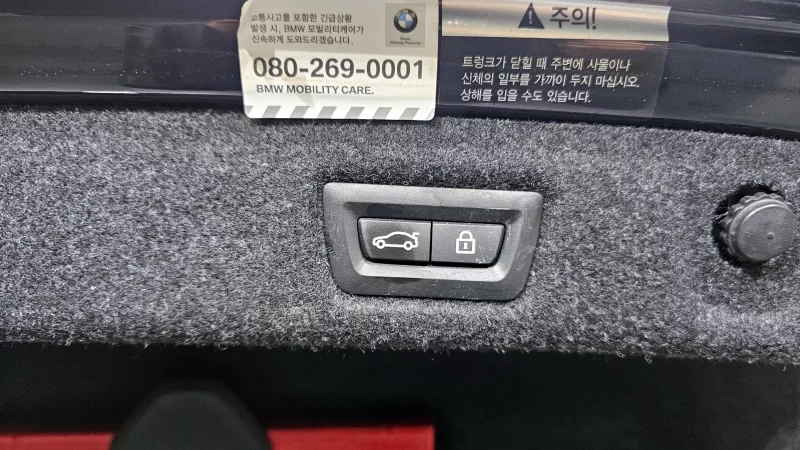 교통사고를 포함한 긴급상황
발생 시, BMW 모빌리티케어가
신속하게 도와드리겠습니다.
080-269-0001
BMW MOBILITY CARE.
Sheer
Driving Pleasure
주의!
트렁크가 닫힐 때 주변에 사물이나
신체의 일부를 가까이 두지 마십시오.
상해를 입을 수도 있습니다.